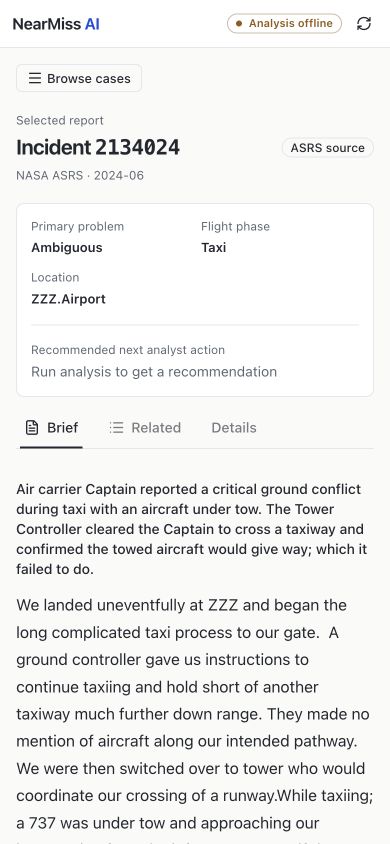 NearMiss AI
Analysis offline
Browse cases
Selected report
Incident 2134024
ASRS source
NASA ASRS · 2024-06
Primary problem
Flight phase
Ambiguous
Taxi
Location
ZZZ.Airport
Recommended next analyst action
Run analysis to get a recommendation
Brief
Related
Details
Air carrier Captain reported a critical ground conflict
during taxi with an aircraft under tow. The Tower
Controller cleared the Captain to cross a taxiway and
confirmed the towed aircraft would give way; which it
failed to do.
We landed uneventfully at ZZZ and began the
long complicated taxi process to our gate.  A
ground controller gave us instructions to
continue taxiing and hold short of another
taxiway much further down range. They made no
mention of aircraft along our intended pathway.
We were then switched over to tower who would
coordinate our crossing of a runway.While taxiing;
a 737 was under tow and approaching our